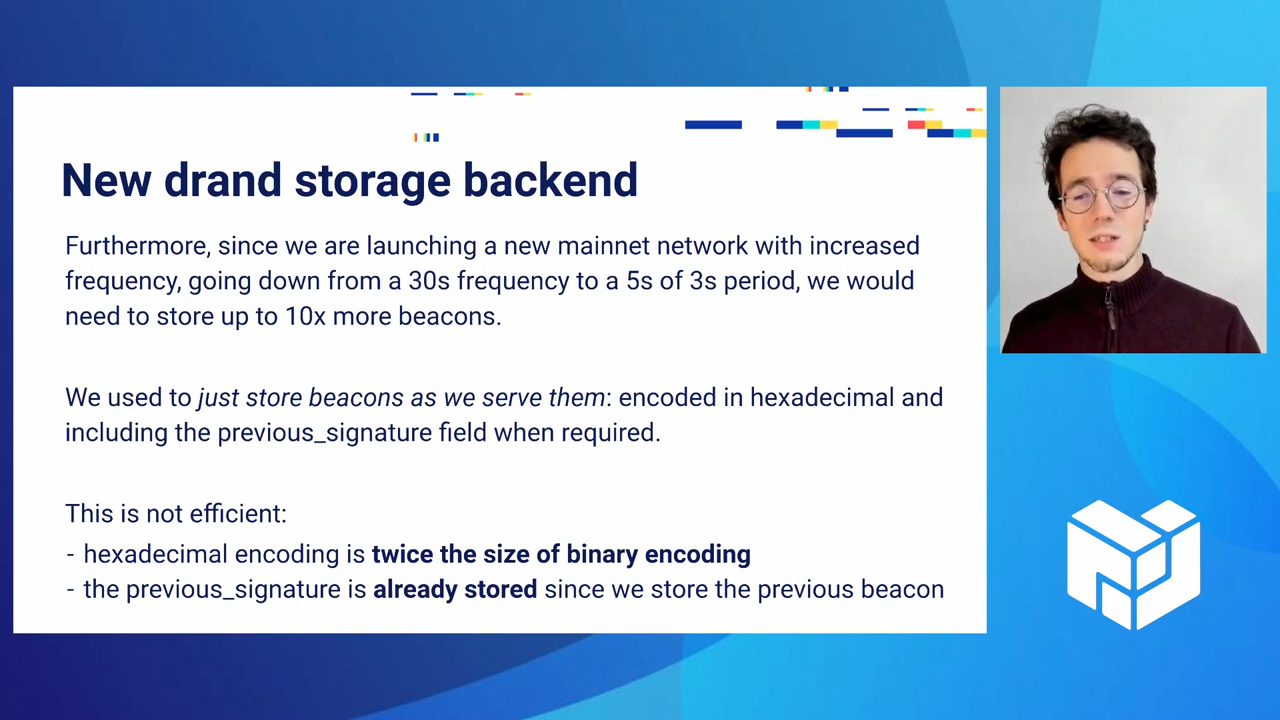 New drand storage backend
Furthermore, since we are launching a new mainnet network with increased
frequency, going down from a 30s frequency to a 5s of 3s period, we would
need to store up to 10x more beacons.
We used to just store beacons as we serve them: encoded in hexadecimal and
including the previous_signature field when required.
This is not efficient:
- hexadecimal encoding is twice the size of binary encoding
- the previous_signature is already stored since we store the previous beacon